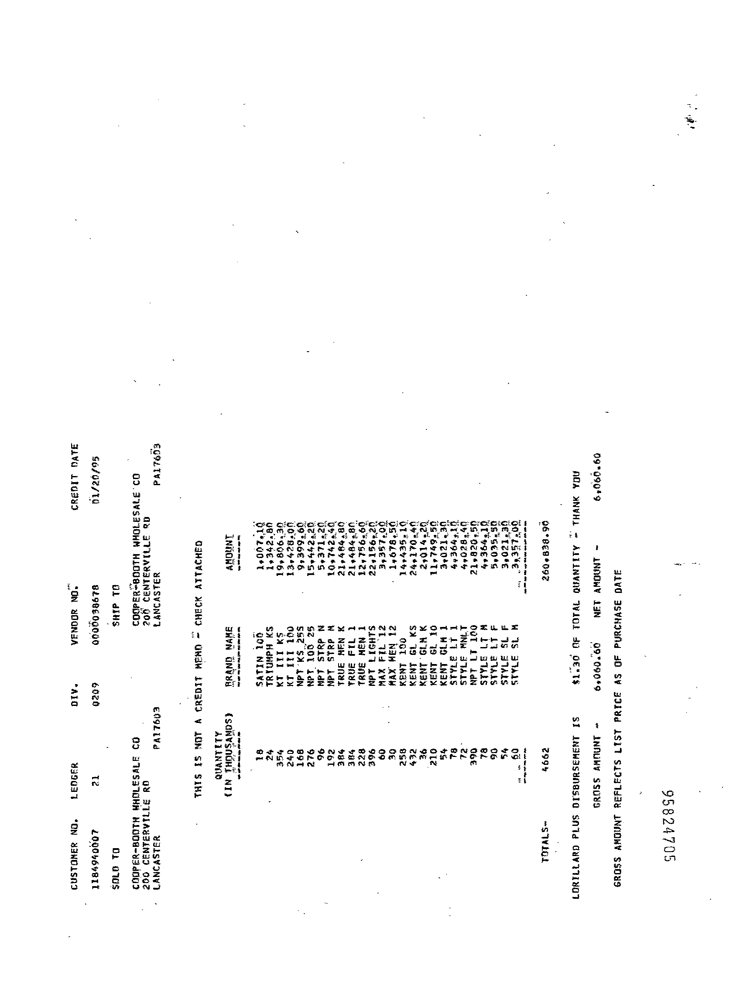 CUSTOMER NO. LEDGER DIV. VENDOR NO. CREDIT DATE
1184940007 21 0209 0000038678 01/20/95
SOLD TO SHIP TO
COOPER-BOOTH WHOLESALE CO COOPER-BOOTH WHOLESALE CO
200 CENTERVILLE RD 200 CENTERVILLE RD
LANCASTER PA17603 LANCASTER PA17603
THIS IS NOT A CREDIT MEMO - CHECK ATTACHED
QUANTITY
(IN THOUSANDS) BRAND NAME AMOUNT
18 SATIN 100 1,007.10
24 TRIUMPH KS 1,342.80
354 KT III KS 19,806.30
240 KT III 100 13,428.00
168 NPT KS 25S 9,399.60
276 NPT 100 25 15,442.20
96 NPT STRP N 5,371.20
192 NPT STRP M 10,742.40
384 TRUE MEN K 21,484.80
384 TRUE FIL 1 21,484.80
228 TRUE MEN 1 12,756.60
396 NPT LIGHTS 22,156.20
60 MAX FIL 12 3,357.00
30 MAX MEN 12 1,678.50
258 KENT 100 14,435.10
432 KENT GL KS 24,170.40
36 KENT GLM K 2,014.20
210 KENT GL 10 11,749.50
54 KENT GLM 1 3,021.30
78 STYLE LT 1 4,364.10
72 STYLE MNLT 4,028.40
390 NPT LT 100 21,820.50
78 STYLE LT M 4,364.10
90 STYLE LT F 5,035.50
54 STYLE SL F 3,021.30
60 STYLE SL M 3,357.00
TOTALS- 4662 260,838.90
LORILLARD PLUS DISBURSEMENT IS $1.30 OF TOTAL QUANTITY - THANK YOU
GROSS AMOUNT - 6,060.60 NET AMOUNT - 6,060.60
GROSS AMOUNT REFLECTS LIST PRICE AS OF PURCHASE DATE
95824705